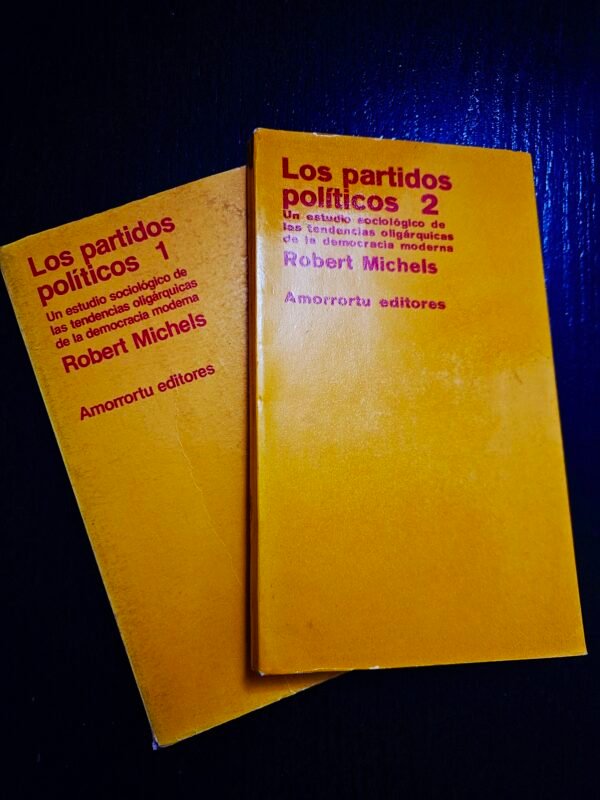 Los partidos
políticos 1
Un estudio sociológico de
las tendencias oligárquicas
de la democracia moderna
Robert Michels
Amorrortu editores
Los partidos
políticos 2
Un estudio sociológico de
las tendencias oligárquicas
de la democracia moderna
Robert Michels
Amorrortu editores